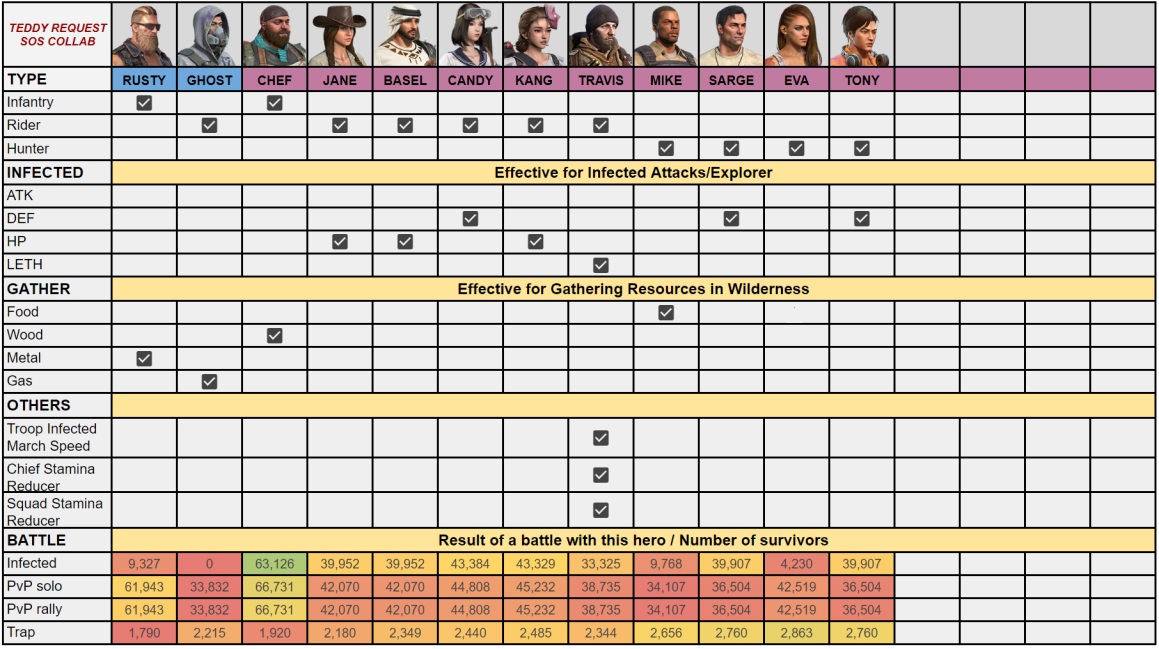 TEDDY REQUEST
SOS COLLAB
TYPE RUSTY GHOST CHEF JANE BASEL CANDY KANG TRAVIS MIKE SARGE EVA TONY
Infantry
Rider
Hunter
INFECTED Effective for Infected Attacks/Explorer
ATK
DEF
HP
LETH
GATHER Effective for Gathering Resources in Wilderness
Food
Wood
Metal
Gas
OTHERS
Troop Infected
March Speed
Chief Stamina
Reducer
Squad Stamina
Reducer
BATTLE Result of a battle with this hero / Number of survivors
Infected 9,327 0 63,126 39,952 39,952 43,384 43,329 33,325 9,768 39,907 4,230 39,907
PvP solo 61,943 33,832 66,731 42,070 42,070 44,808 45,232 38,735 34,107 36,504 42,519 36,504
PvP rally 61,943 33,832 66,731 42,070 42,070 44,808 45,232 38,735 34,107 36,504 42,519 36,504
Trap 1,790 2,215 1,920 2,180 2,349 2,440 2,485 2,344 2,656 2,760 2,863 2,760